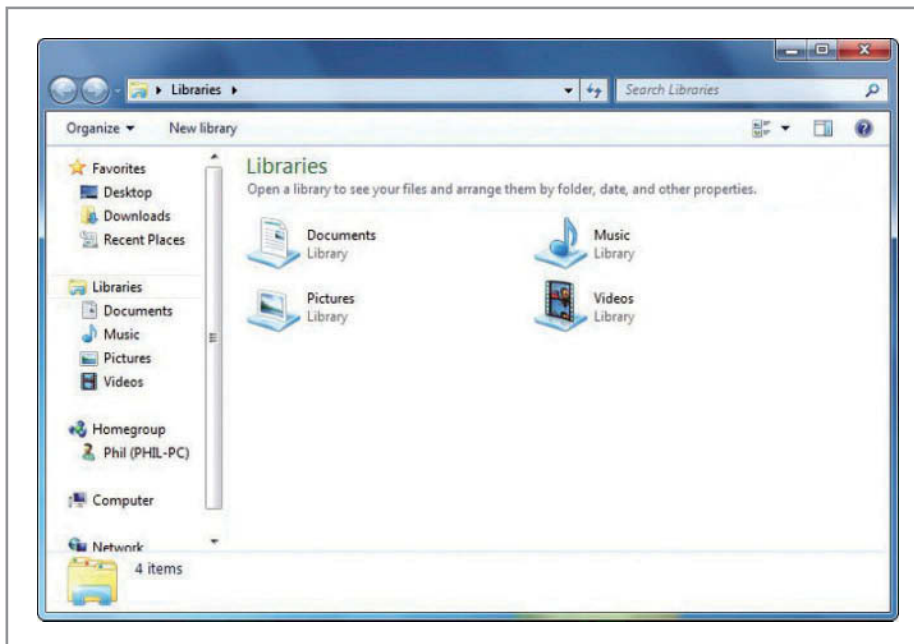 Libraries
Search Libraries
Organize
New library
Favorites
Desktop
Downloads
Recent Places
Libraries
Documents
Music
Pictures
Videos
Homegroup
Phil (PHIL-PC)
Computer
Network
Libraries
Open a library to see your files and arrange them by folder, date, and other properties.
Documents
Library
Music
Library
Pictures
Library
Videos
Library
4 items